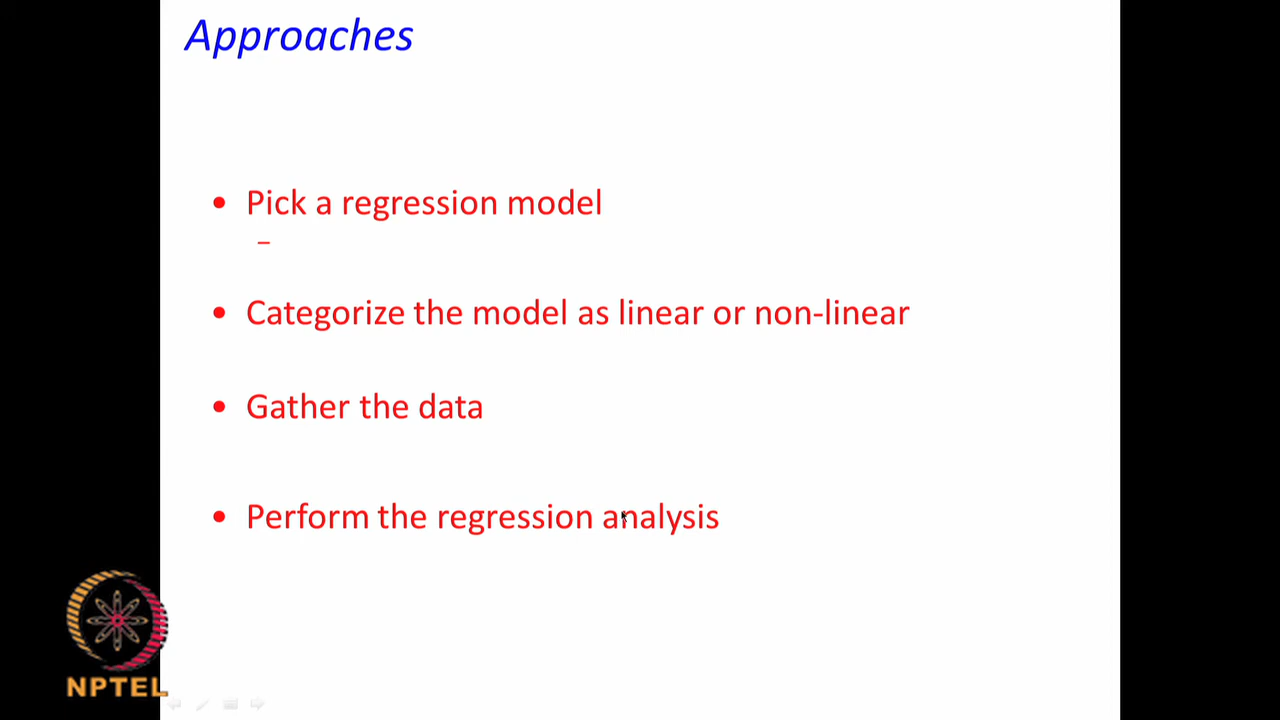 Approaches
• Pick a regression model
–
• Categorize the model as linear or non-linear
• Gather the data
• Perform the regression analysis
NPTEL